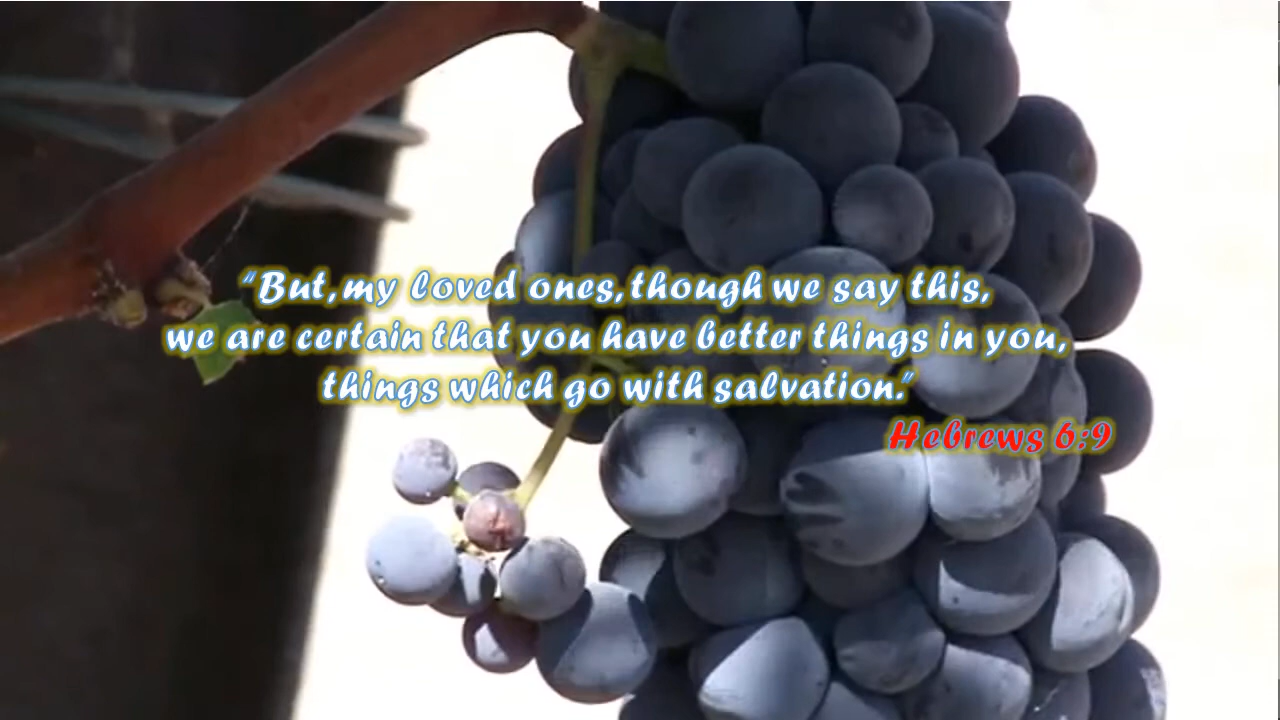 “But, my loved ones, though we say this,
we are certain that you have better things in you,
things which go with salvation.”
Hebrews 6:9